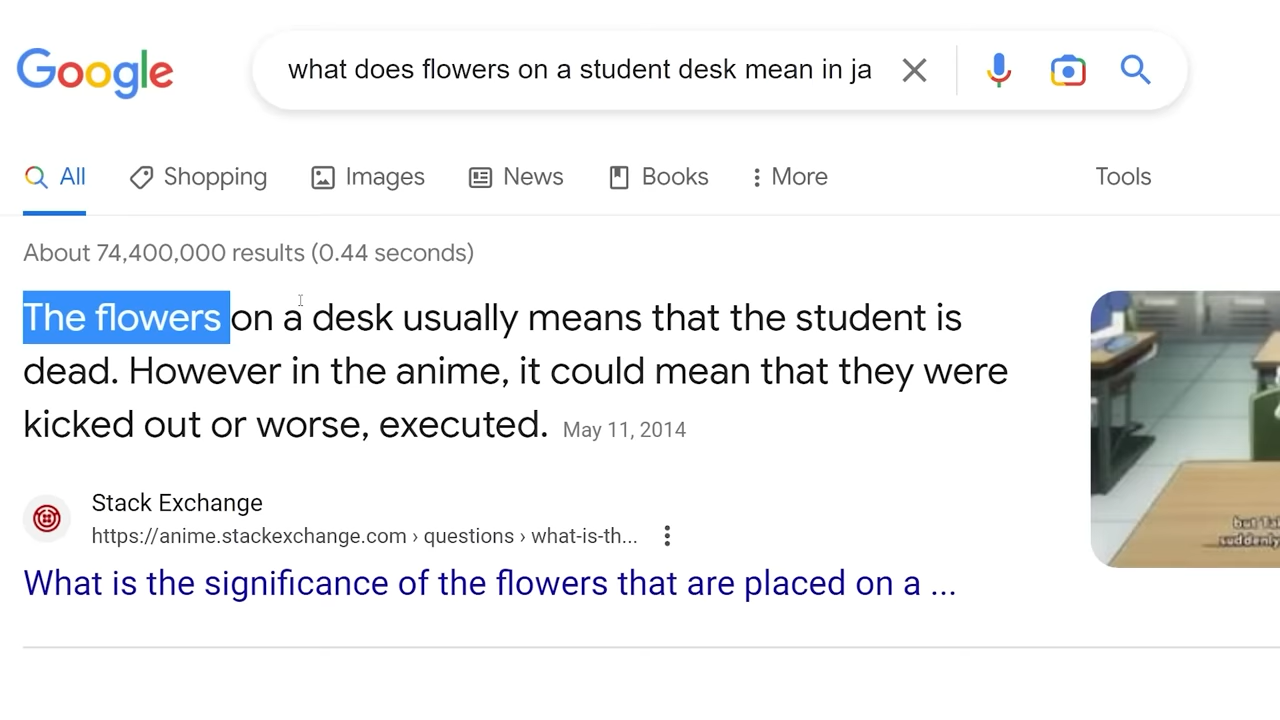 Google
what does flowers on a student desk mean in ja
All
Shopping
Images
News
Books
More
Tools
About 74,400,000 results (0.44 seconds)
The flowers on a desk usually means that the student is
dead. However in the anime, it could mean that they were
kicked out or worse, executed. May 11, 2014
Stack Exchange
https://anime.stackexchange.com › questions › what-is-th...
What is the significance of the flowers that are placed on a ...
but Ta
suddenly